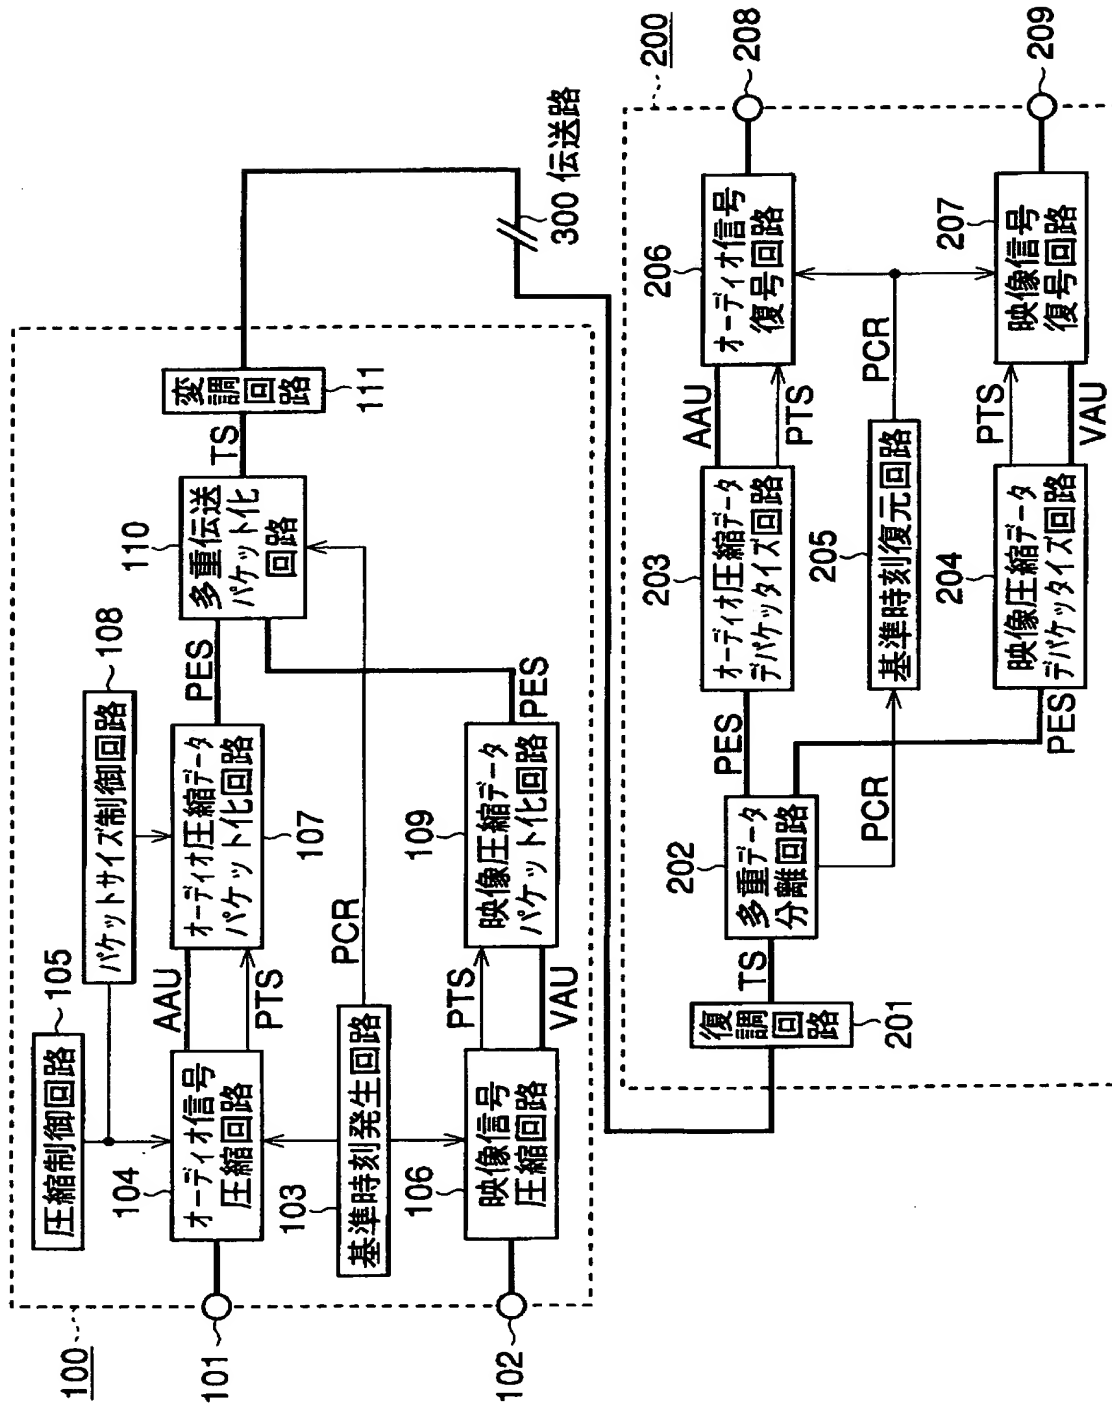 100
101
102
圧縮制御回路
105
パケットサイズ制御回路
108
104
オーディオ信号
圧縮回路
AAU
PTS
オーディオ圧縮データ
パケット化回路
107
PES
110
多重伝送
パケット化
回路
TS
変調回路
111
103
基準時刻発生回路
PCR
106
映像信号
圧縮回路
PTS
VAU
109
映像圧縮データ
パケット化回路
PES
300 伝送路
200
復調回路
201
TS
202
多重データ
分離回路
PES
PCR
PES
203
オーディオ圧縮データ
デパケッタイズ回路
AAU
PTS
206
オーディオ信号
復号回路
208
205
基準時刻復元回路
PCR
204
映像圧縮データ
デパケッタイズ回路
PTS
VAU
207
映像信号
復号回路
209